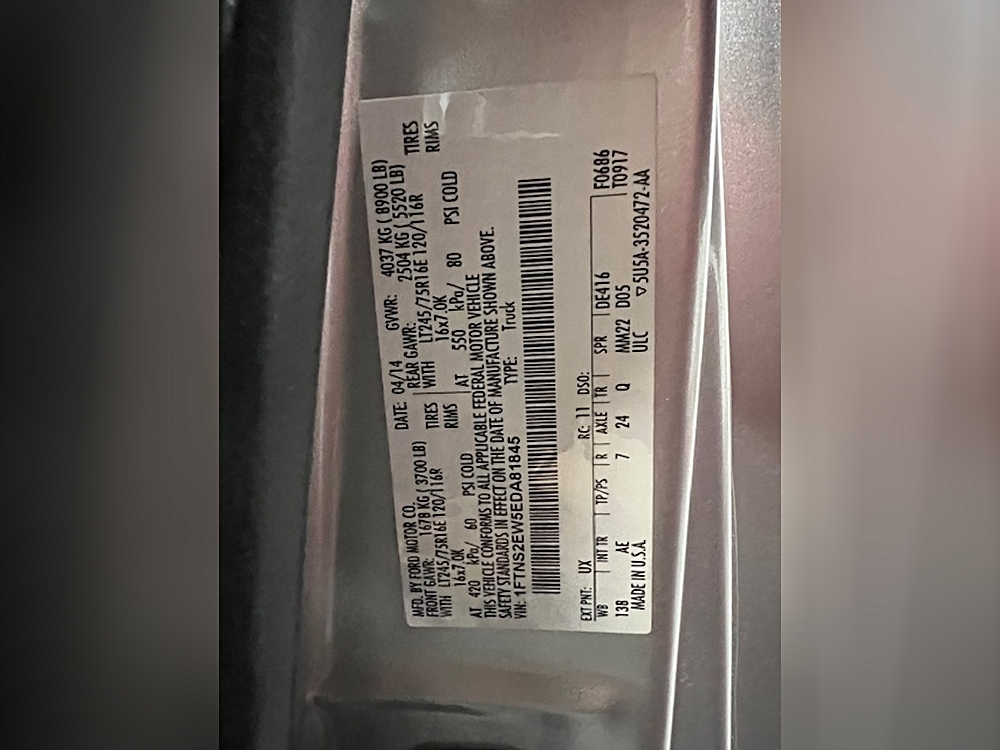 MFD. BY FORD MOTOR CO. DATE: 04/14 GVWR: 4037 KG ( 8900 LB)
FRONT GAWR: 1678 KG ( 3700 LB) REAR GAWR: 2504 KG ( 5520 LB)
WITH LT245/75R16E 120/116R TIRES WITH LT245/75R16E 120/116R TIRES
16x7.0K RIMS 16x7.0K RIMS
AT 420 kPa/ 60 PSI COLD AT 550 kPa/ 80 PSI COLD
THIS VEHICLE CONFORMS TO ALL APPLICABLE FEDERAL MOTOR VEHICLE
SAFETY STANDARDS IN EFFECT ON THE DATE OF MANUFACTURE SHOWN ABOVE.
VIN: 1FTNS2EW5EDA81845 TYPE: Truck
EXT PNT: UX RC: 11 DSO:
WB INT TR TP/PS R AXLE TR SPR DE416 F0686
138 AE 7 24 Q MM22 D05 T0917
MADE IN U.S.A. ULC ▽5U5A-3520472-AA